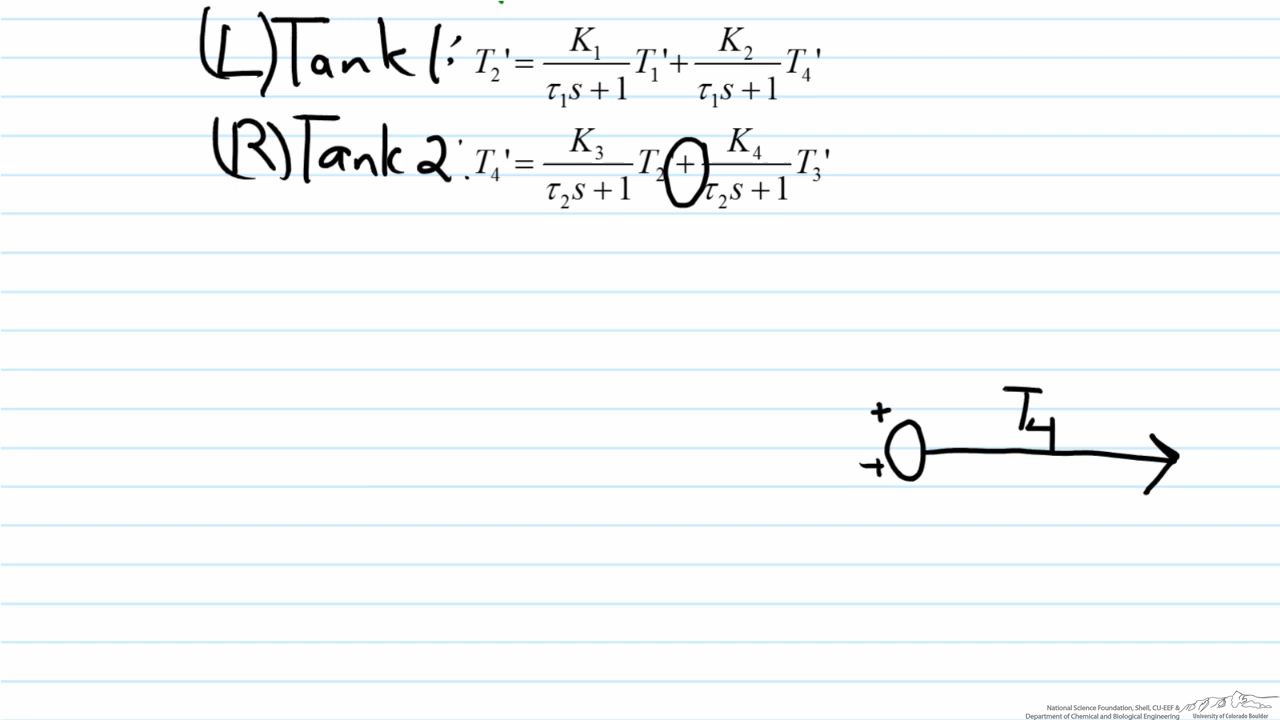 (L) Tank 1: T₂' = K₁/(τ₁s + 1) T₁' + K₂/(τ₁s + 1) T₄'
(R) Tank 2: T₄' = K₃/(τ₂s + 1) T₂ + K₄/(τ₂s + 1) T₃'
+
+
T₄
National Science Foundation, Shell, CU-EEF &
Department of Chemical and Biological Engineering
University of Colorado Boulder